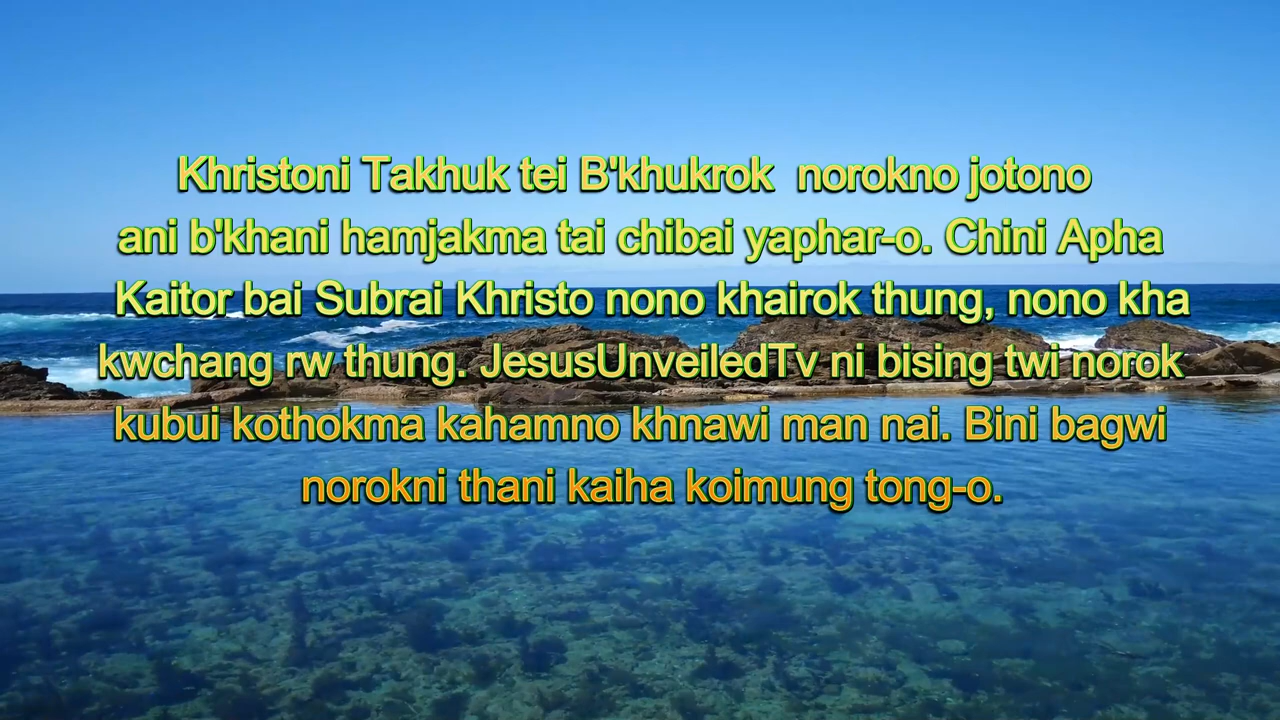 Khristoni Takhuk tei B'khukrok norokno jotono
ani b'khani hamjakma tai chibai yaphar-o. Chini Apha
Kaitor bai Subrai Khristo nono khairok thung, nono kha
kwchang rw thung. JesusUnveiledTv ni bising twi norok
kubui kothokma kahamno khnawi man nai. Bini bagwi
norokni thani kaiha koimung tong-o.